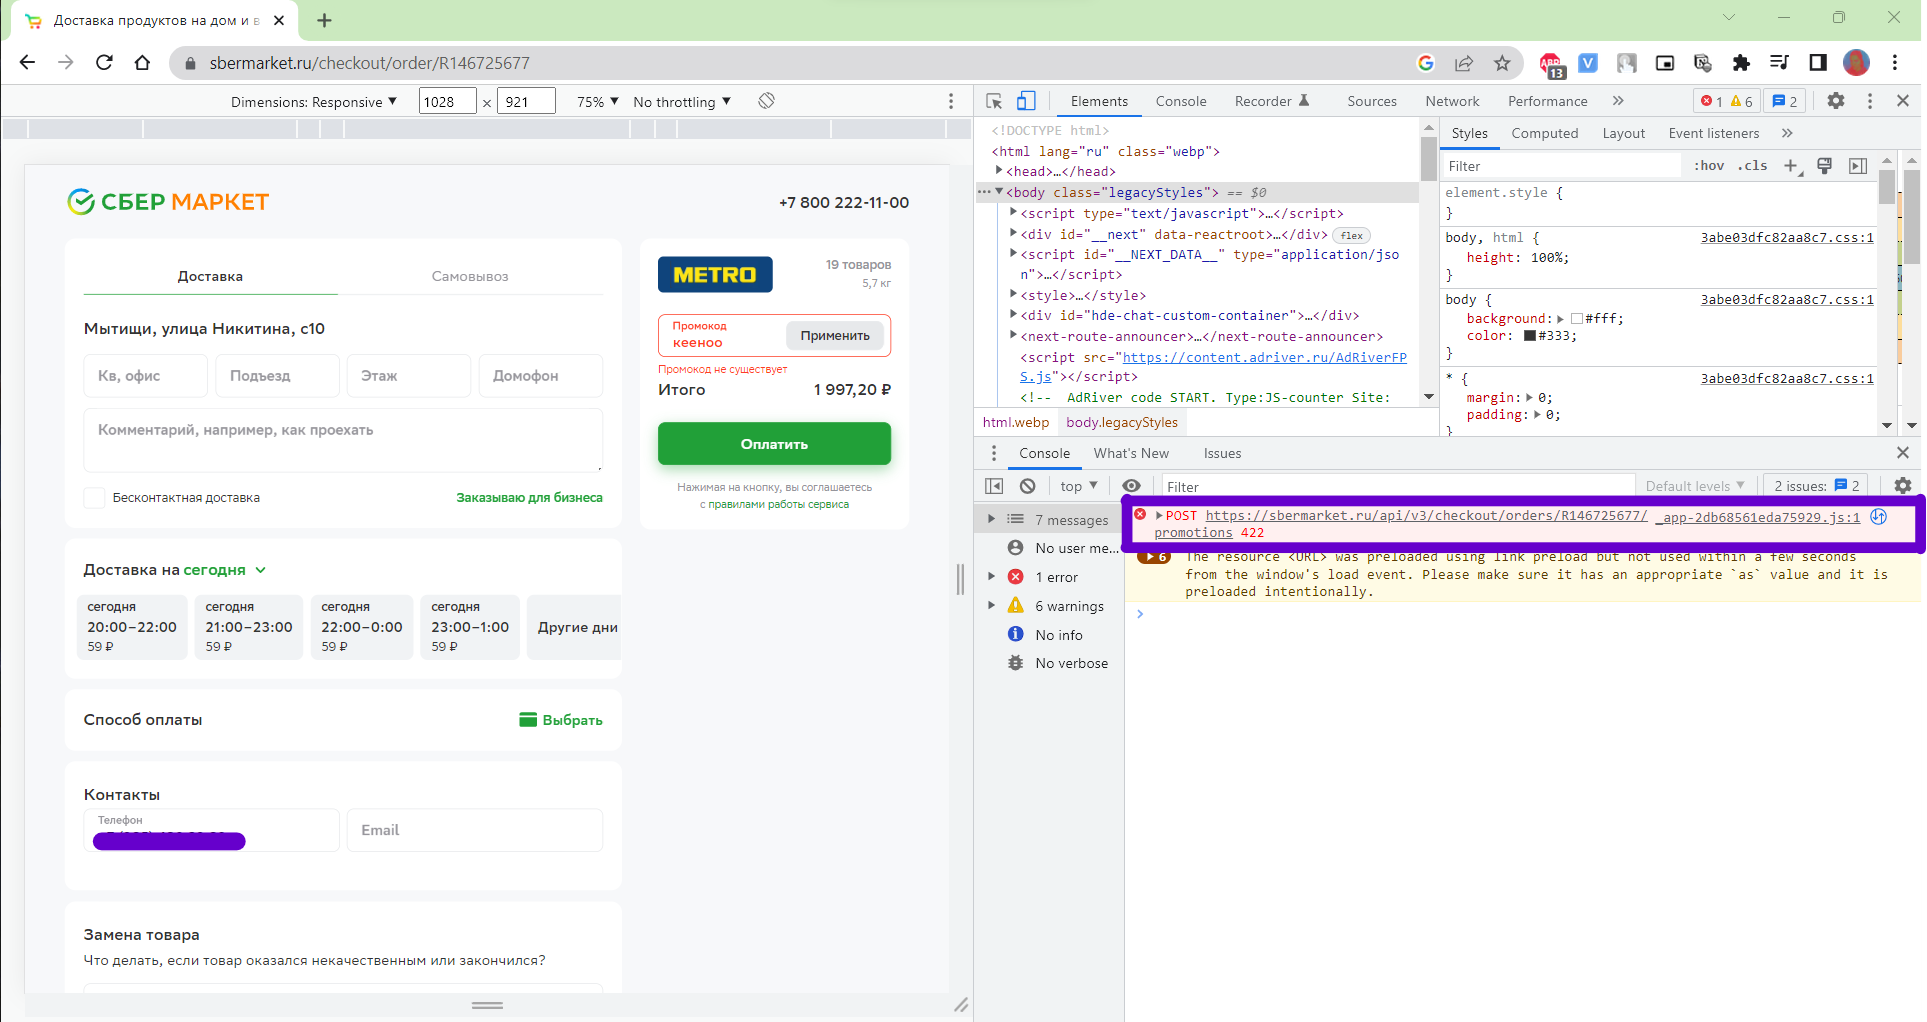 Доставка продуктов на дом и в
sbermarket.ru/checkout/order/R146725677
ABP
13
V
Dimensions: Responsive ▼ 1028 × 921 75% ▼ No throttling ▼
СБЕР МАРКЕТ
+7 800 222-11-00
Доставка
Самовывоз
Мытищи, улица Никитина, с10
Кв, офис
Подъезд
Этаж
Домофон
Комментарий, например, как проехать
Бесконтактная доставка
Заказываю для бизнеса
METRO
19 товаров
5,7 кг
Промокод
кееноо
Применить
Промокод не существует
Итого 1 997,20 ₽
Оплатить
Нажимая на кнопку, вы соглашаетесь
с правилами работы сервиса
Доставка на сегодня
сегодня
20:00–22:00
59 ₽
сегодня
21:00–23:00
59 ₽
сегодня
22:00–0:00
59 ₽
сегодня
23:00–1:00
59 ₽
Другие дни
Способ оплаты
Выбрать
Контакты
Телефон
Email
Замена товара
Что делать, если товар оказался некачественным или закончился?
Elements Console Recorder Sources Network Performance »
1 6 2
<!DOCTYPE html>
<html lang="ru" class="webp">
<head>…</head>
<body class="legacyStyles"> == $0
<script type="text/javascript">…</script>
<div id="__next" data-reactroot>…</div> flex
<script id="__NEXT_DATA__" type="application/jso
n">…</script>
<style>…</style>
<div id="hde-chat-custom-container">…</div>
<next-route-announcer>…</next-route-announcer>
<script src="https://content.adriver.ru/AdRiverFP
S.js"></script>
<!-- AdRiver code START. Type:JS-counter Site:
html.webp body.legacyStyles
Styles Computed Layout Event listeners »
Filter :hov .cls +
element.style {
}
body, html { 3abe03dfc82aa8c7.css:1
height: 100%;
}
body { 3abe03dfc82aa8c7.css:1
background: #fff;
color: #333;
}
* { 3abe03dfc82aa8c7.css:1
margin: 0;
padding: 0;
}
Console What's New Issues
top ▼ Filter Default levels ▼ 2 issues: 2
7 messages
No user me…
1 error
6 warnings
No info
No verbose
POST https://sbermarket.ru/api/v3/checkout/orders/R146725677/ _app-2db68561eda75929.js:1
promotions 422
6 The resource <URL> was preloaded using link preload but not used within a few seconds
from the window's load event. Please make sure it has an appropriate `as` value and it is
preloaded intentionally.